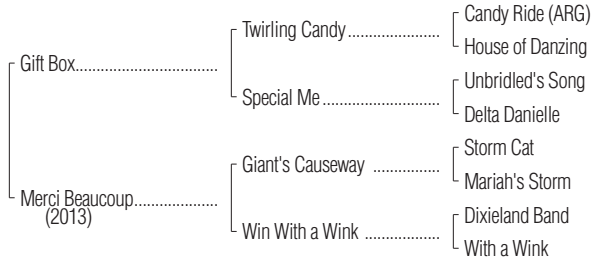 Candy Ride (ARG)
Twirling Candy....................
House of Danzing
Gift Box...............................
Unbridled's Song
Special Me.........................
Delta Danielle
Storm Cat
Giant's Causeway ..............
Mariah's Storm
Merci Beaucoup..................
(2013)
Dixieland Band
Win With a Wink ................
With a Wink